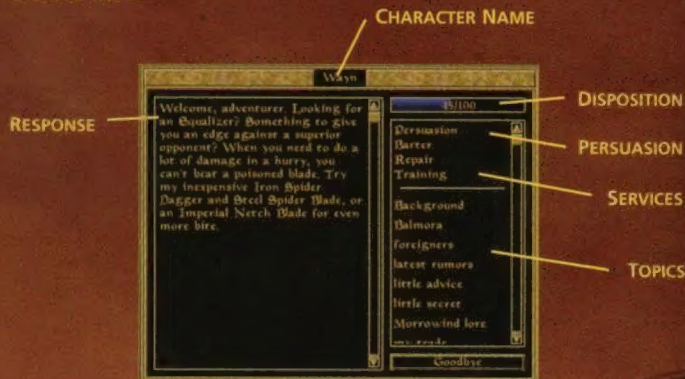 CHARACTER NAME
Wayn
RESPONSE
Welcome, adventurer. Looking for
an Equalizer? Something to give
you an edge against a superior
opponent? When you need to do a
lot of damage in a hurry, you
can't beat a poisoned blade. Try
my inexpensive Iron Spider
Dagger and Steel Spider Blade, or
an Imperial Netch Blade for even
more bite.
45/100
DISPOSITION
Persuasion
PERSUASION
Barter
Repair
Training
SERVICES
Background
Balmora
foreigners
latest rumors
TOPICS
little advice
little secret
Morrowind lore
my trade
Goodbye